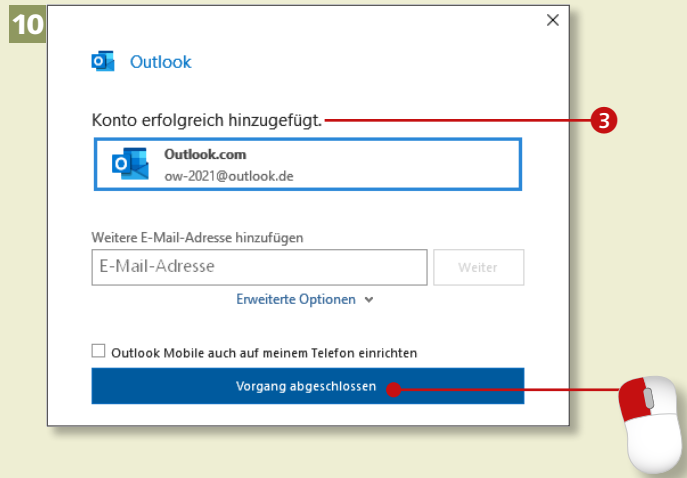 10
Outlook
Konto erfolgreich hinzugefügt.
3
Outlook.com
ow-2021@outlook.de
Weitere E-Mail-Adresse hinzufügen
E-Mail-Adresse
Weiter
Erweiterte Optionen
Outlook Mobile auch auf meinem Telefon einrichten
Vorgang abgeschlossen